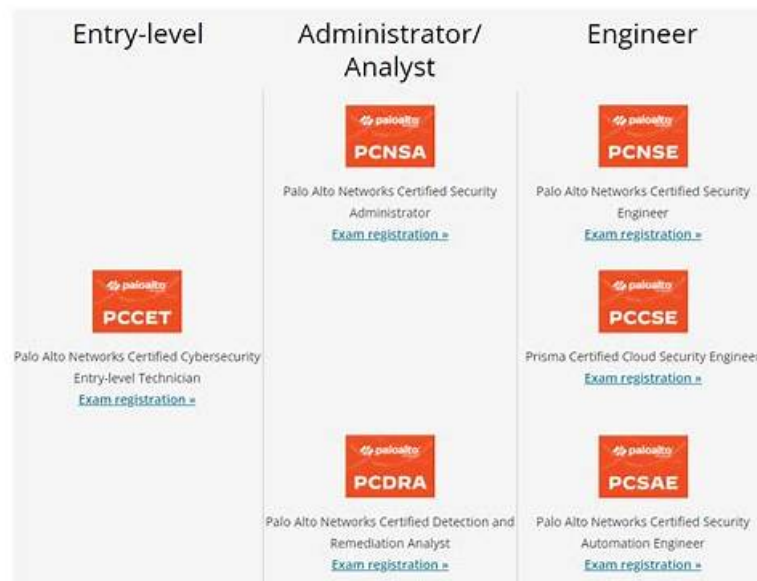 Entry-level
Administrator/
Analyst
Engineer
paloalto
PCNSA
Palo Alto Networks Certified Security
Administrator
Exam registration »
paloalto
PCNSE
Palo Alto Networks Certified Security
Engineer
Exam registration »
paloalto
PCCET
Palo Alto Networks Certified Cybersecurity
Entry-level Technician
Exam registration »
paloalto
PCCSE
Prisma Certified Cloud Security Engineer
Exam registration »
paloalto
PCDRA
Palo Alto Networks Certified Detection and
Remediation Analyst
Exam registration »
paloalto
PCSAE
Palo Alto Networks Certified Security
Automation Engineer
Exam registration »